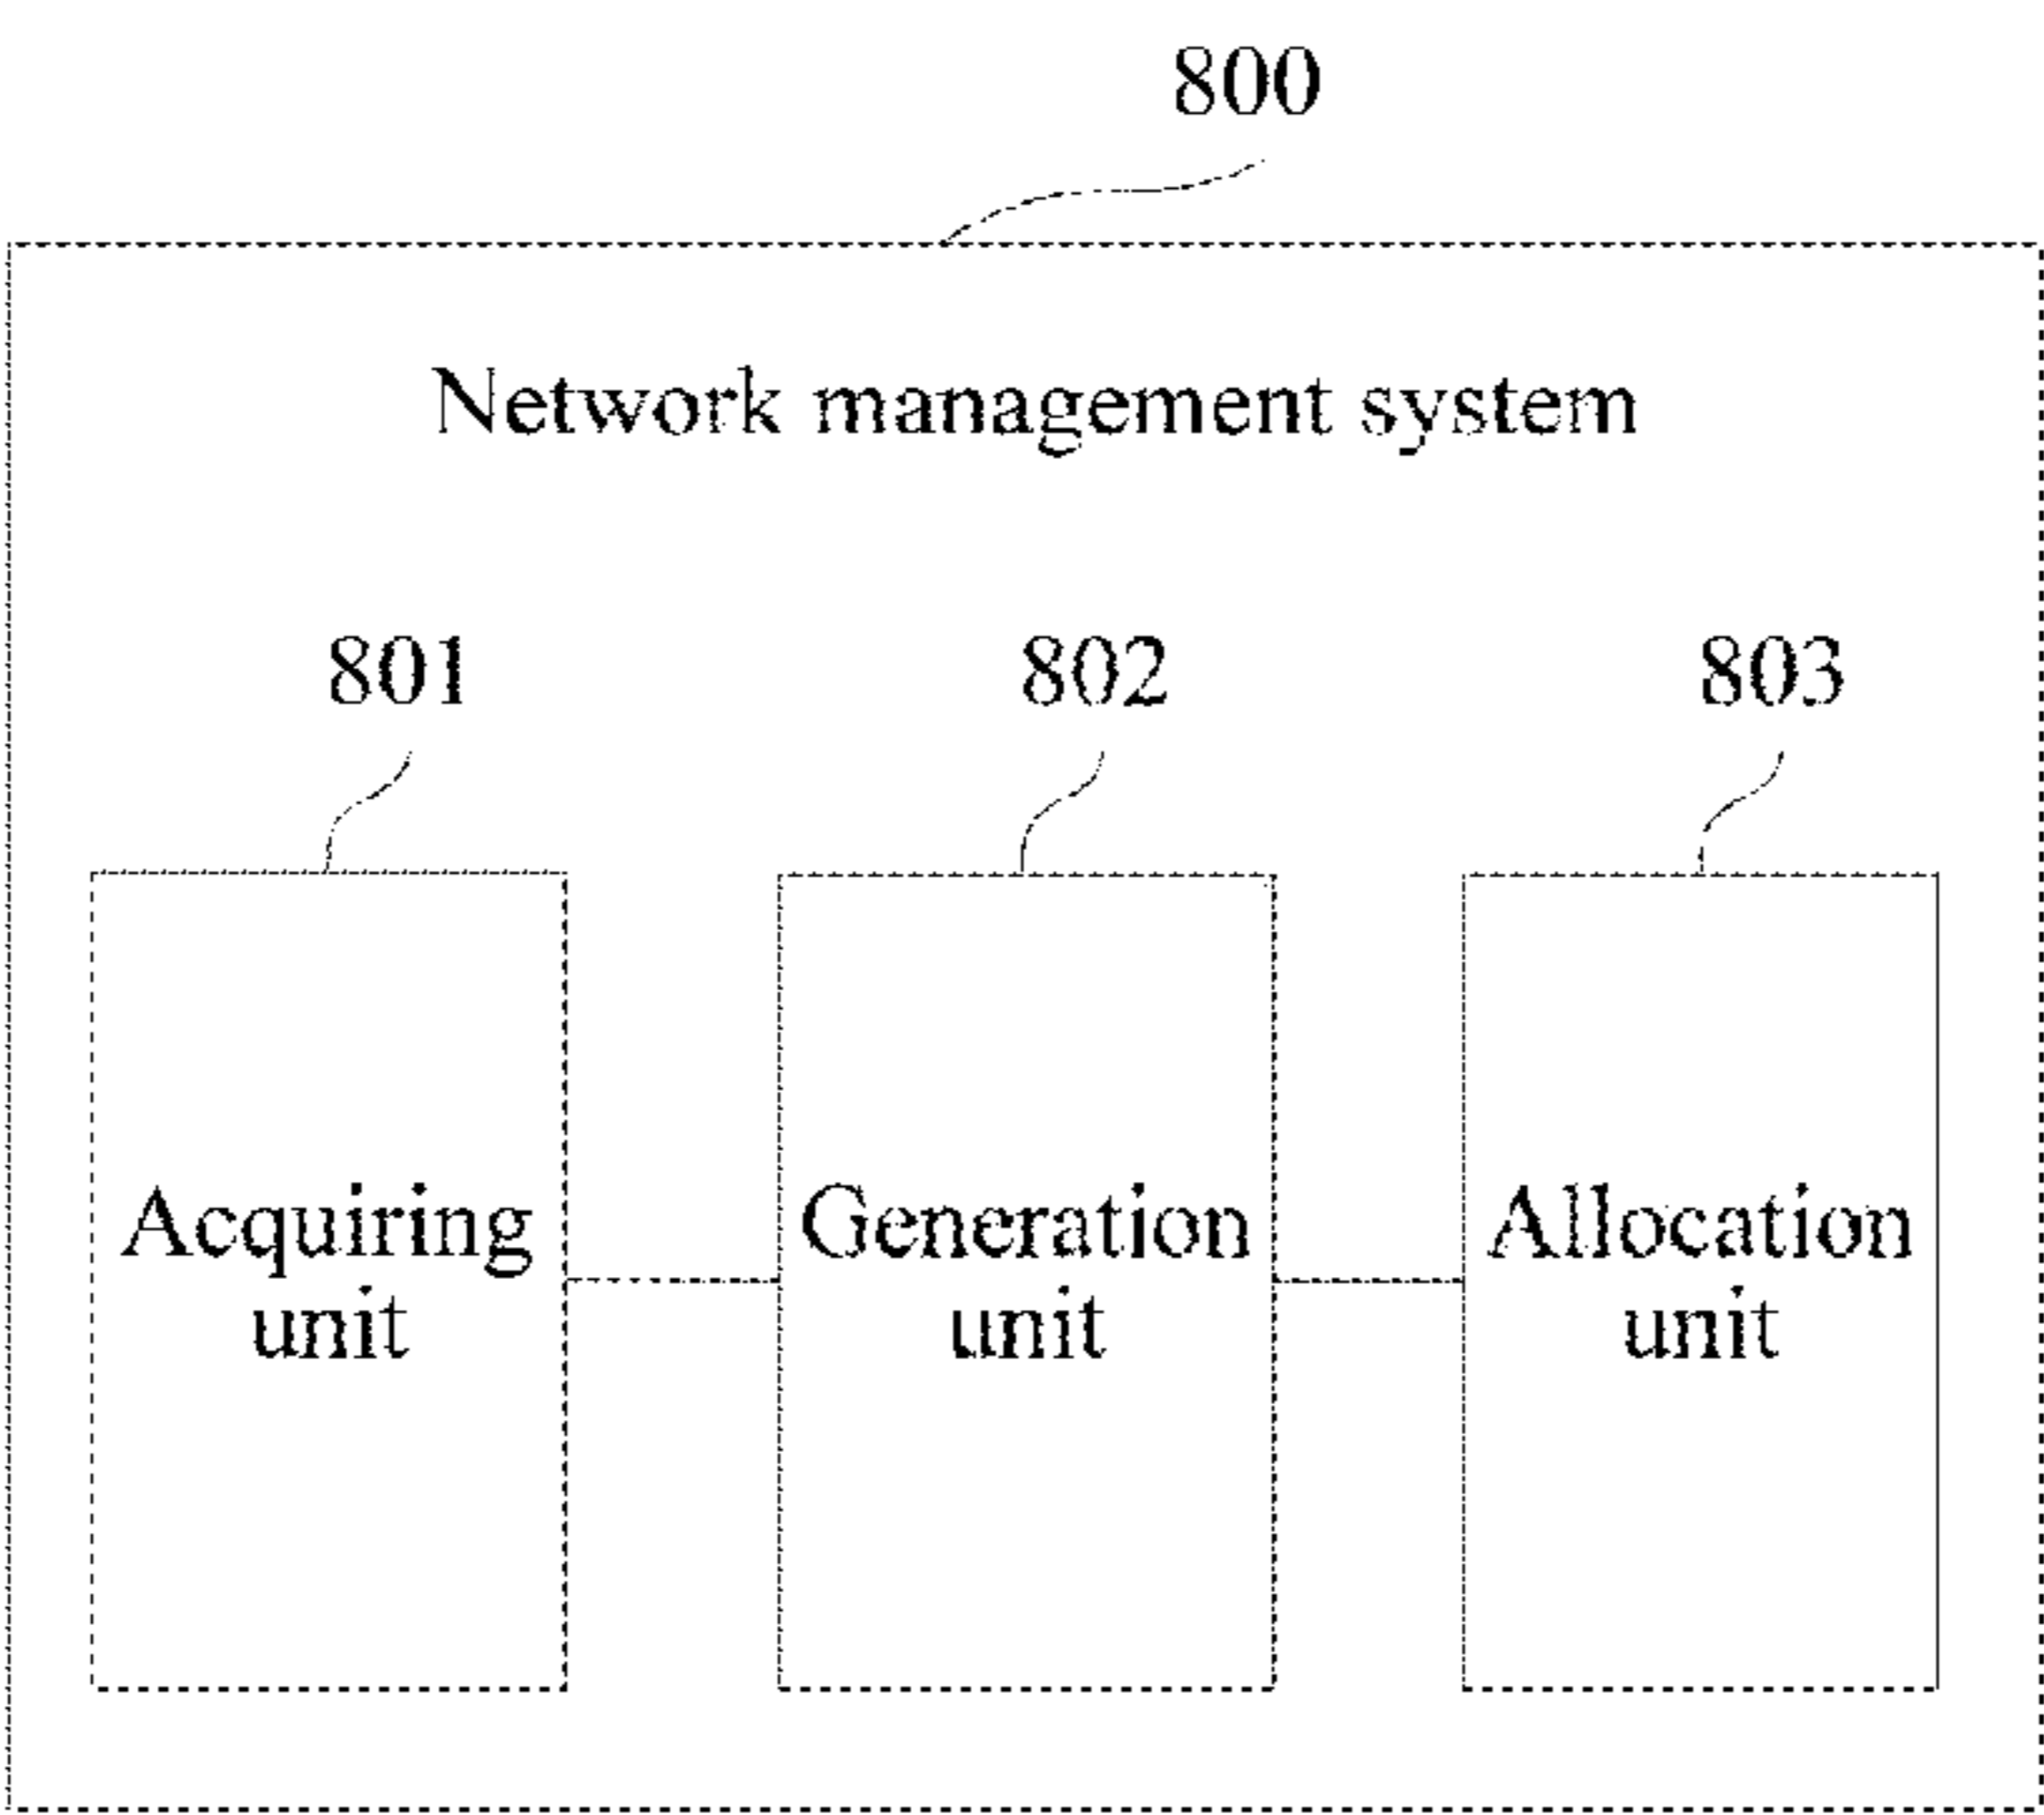 800
Network management system
801
802
803
Acquiring
unit
Generation
unit
Allocation
unit